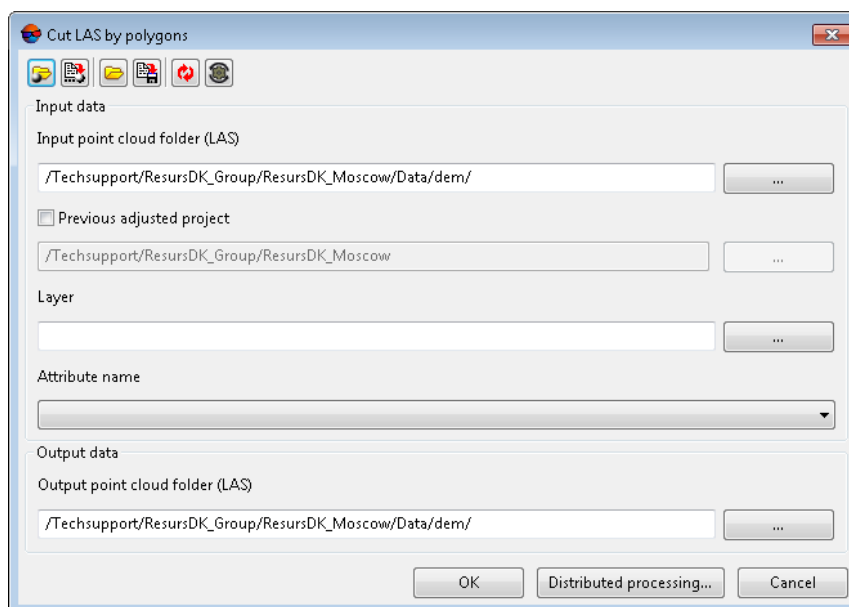 Cut LAS by polygons
Input data
Input point cloud folder (LAS)
/Techsupport/ResursDK_Group/ResursDK_Moscow/Data/dem/
...
Previous adjusted project
/Techsupport/ResursDK_Group/ResursDK_Moscow
...
Layer
...
Attribute name
Output data
Output point cloud folder (LAS)
/Techsupport/ResursDK_Group/ResursDK_Moscow/Data/dem/
...
OK Distributed processing... Cancel